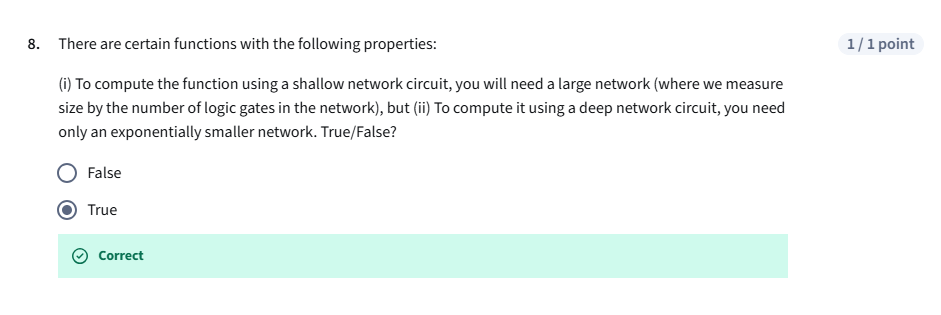 8. There are certain functions with the following properties: 1 / 1 point
(i) To compute the function using a shallow network circuit, you will need a large network (where we measure
size by the number of logic gates in the network), but (ii) To compute it using a deep network circuit, you need
only an exponentially smaller network. True/False?
False
True
Correct